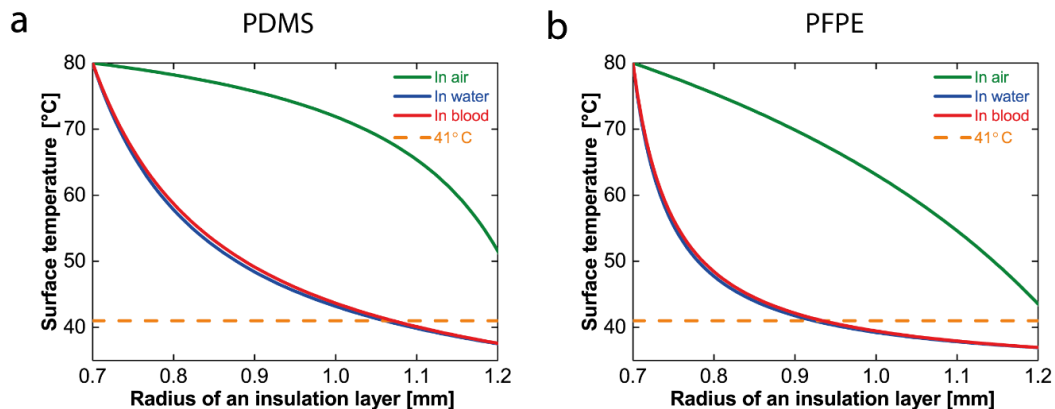 a
PDMS
80
70
60
50
40
Surface temperature [°C]
In air
In water
In blood
41°C
0.7 0.8 0.9 1.0 1.1 1.2
Radius of an insulation layer [mm]
b
PFPE
80
70
60
50
40
Surface temperature [°C]
In air
In water
In blood
41°C
0.7 0.8 0.9 1.0 1.1 1.2
Radius of an insulation layer [mm]